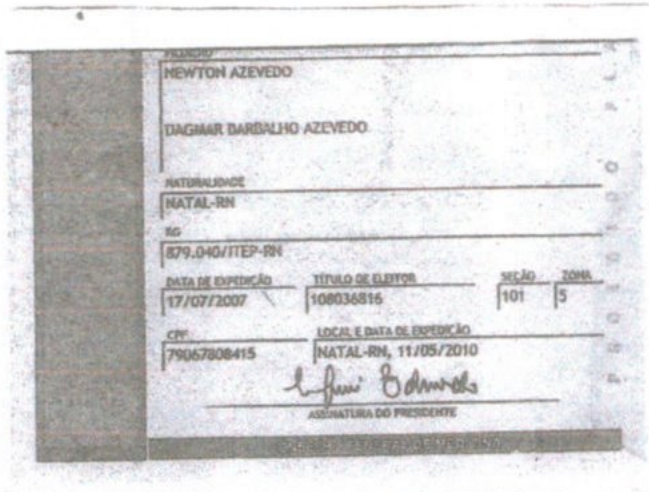 FILIAÇÃO
NEWTON AZEVEDO
DAGMAR BARBALHO AZEVEDO
NATURALIDADE
NATAL-RN
RG
879.040/ITEP-RN
DATA DE EXPEDIÇÃO TÍTULO DE ELEITOR SEÇÃO ZONA
17/07/2007 108036816 101 5
CPF LOCAL E DATA DE EXPEDIÇÃO
79067808415 NATAL-RN, 11/05/2010
ASSINATURA DO PRESIDENTE